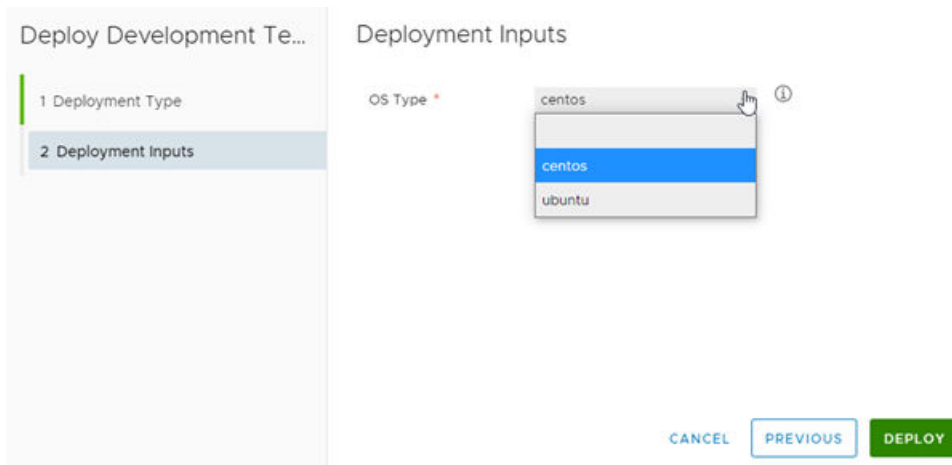 Deploy Development Te...
1 Deployment Type
2 Deployment Inputs
Deployment Inputs
OS Type *
centos
centos
ubuntu
CANCEL
PREVIOUS
DEPLOY